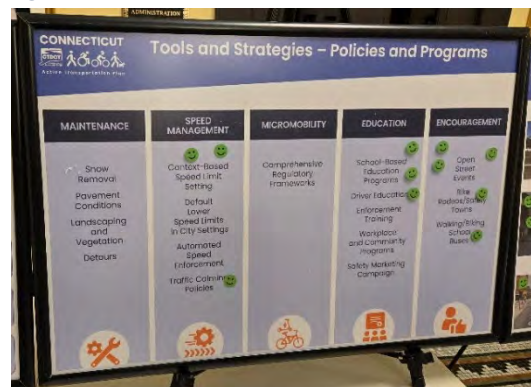 ADMINISTRATION
CONNECTICUT
CTDOT
Active Transportation Plan
Tools and Strategies – Policies and Programs
MAINTENANCE
Snow
Removal
Pavement
Conditions
Landscaping
and
Vegetation
Detours
SPEED
MANAGEMENT
Context-Based
Speed Limit
Setting
Default
Lower
Speed Limits
in City Settings
Automated
Speed
Enforcement
Traffic Calming
Policies
MICROMOBILITY
Comprehensive
Regulatory
Frameworks
EDUCATION
School-Based
Education
Programs
Driver Education
Enforcement
Training
Workplace
and Community
Programs
Safety Marketing
Campaign
ENCOURAGEMENT
Open
Street
Events
Bike
Rodeos/Safety
Towns
Walking/Biking
School
Buses